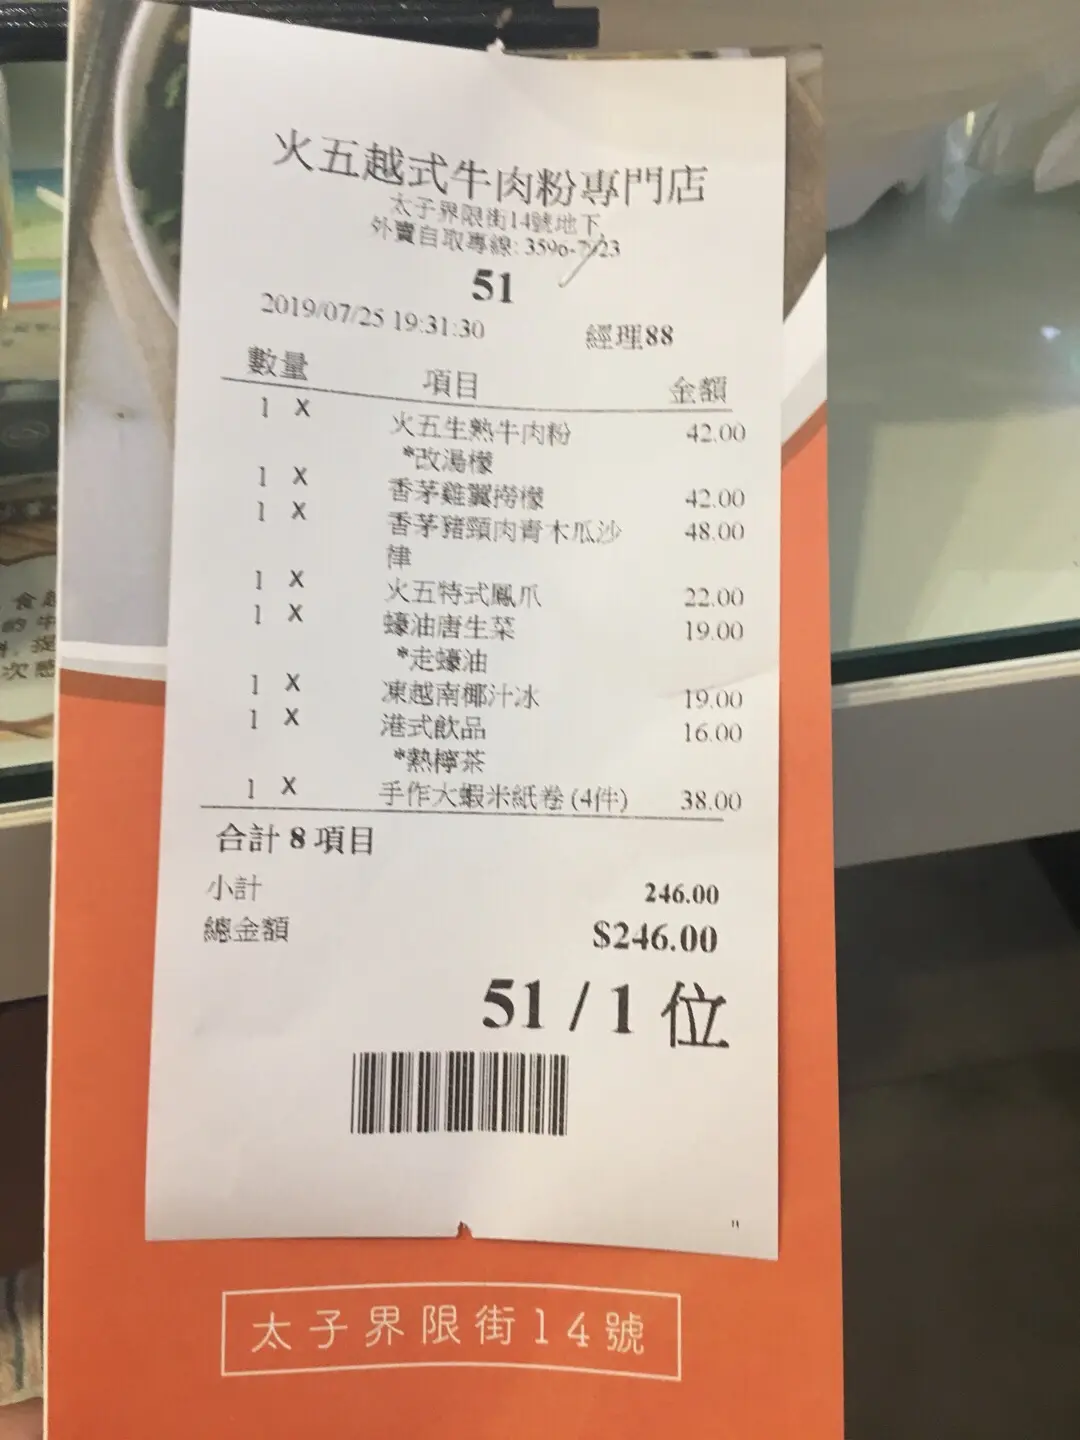 火五越式牛肉粉專門店
太子界限街14號地下
外賣自取專線: 3596-7923
51
2019/07/25 19:31:30 經理88
數量 項目 金額
1 X 火五生熟牛肉粉 42.00
*改湯檬
1 X 香茅雞翼撈檬 42.00
1 X 香茅豬頸肉青木瓜沙 48.00
律
1 X 火五特式鳳爪 22.00
1 X 蠔油唐生菜 19.00
*走蠔油
1 X 凍越南椰汁冰 19.00
1 X 港式飲品 16.00
*熱檸茶
1 X 手作大蝦米紙卷 (4件) 38.00
合計 8 項目
小計 246.00
總金額 $246.00
51 / 1 位
太子界限街14號